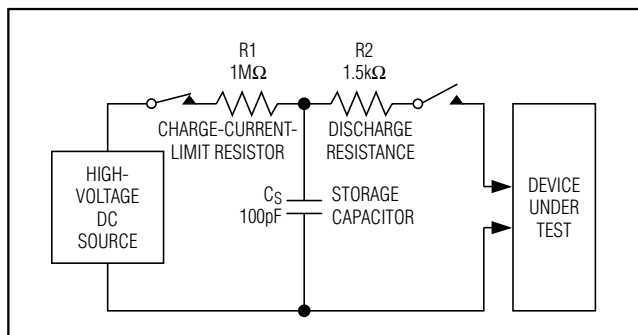 R1
1MΩ
R2
1.5kΩ
CHARGE-CURRENT-
LIMIT RESISTOR
DISCHARGE
RESISTANCE
HIGH-
VOLTAGE
DC
SOURCE
CS
100pF
STORAGE
CAPACITOR
DEVICE
UNDER
TEST